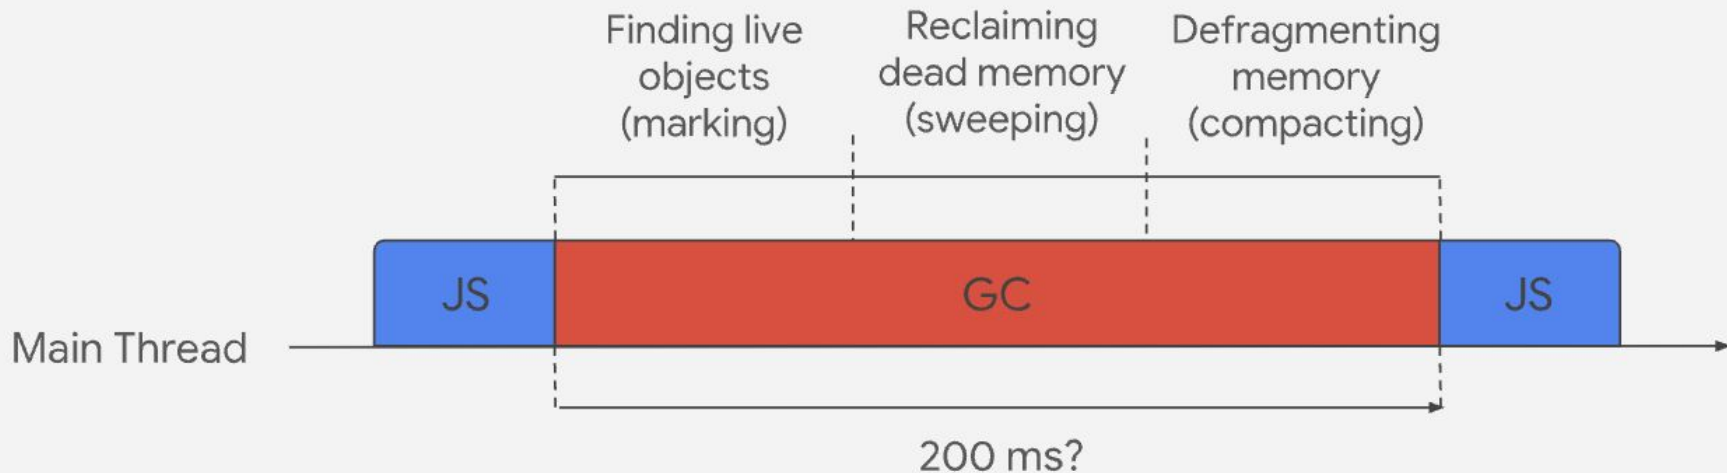 Finding live
objects
(marking)
Reclaiming
dead memory
(sweeping)
Defragmenting
memory
(compacting)
JS
GC
JS
Main Thread
200 ms?